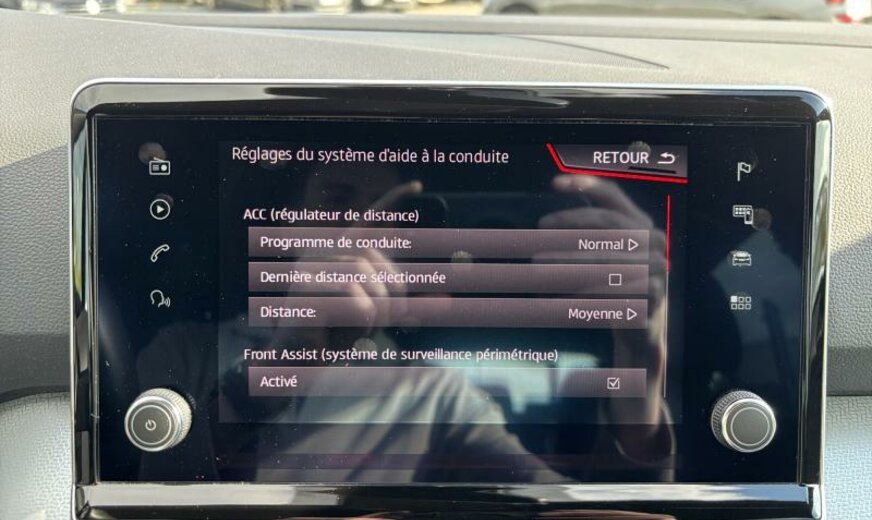 Réglages du système d'aide à la conduite
RETOUR
ACC (régulateur de distance)
Programme de conduite: Normal
Dernière distance sélectionnée
Distance: Moyenne
Front Assist (système de surveillance périmétrique)
Activé